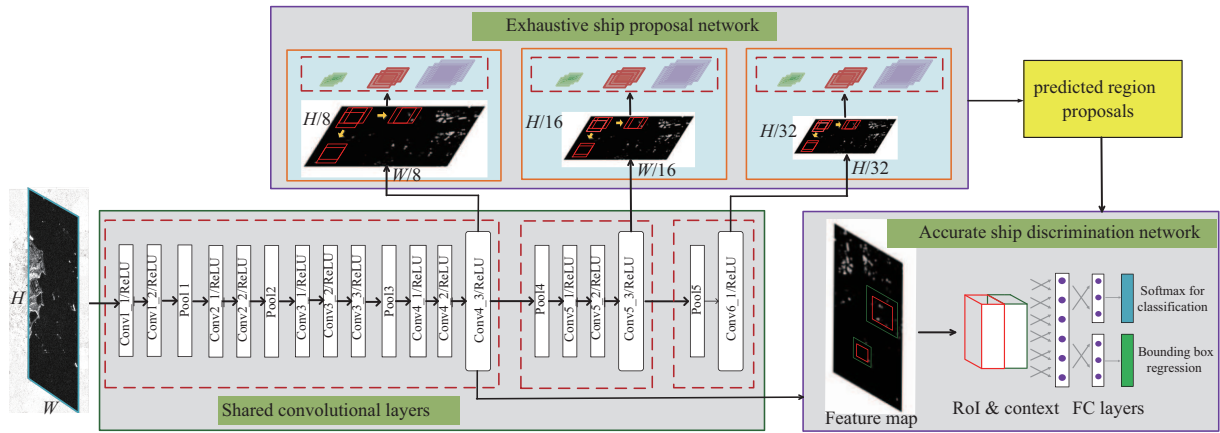 Exhaustive ship proposal network
H/8
W/8
H/16
W/16
H/32
H/32
predicted region
proposals
H
W
Conv1_1/ReLU
Conv1_2/ReLU
Pool11
Conv2_1/ReLU
Conv2_2/ReLU
Pool2
Conv3_1/ReLU
Conv3_2/ReLU
Conv3_3/ReLU
Pool3
Conv4_1/ReLU
Conv4_2/ReLU
Conv4_3/ReLU
Pool4
Conv5_1/ReLU
Conv5_2/ReLU
Conv5_3/ReLU
Pool5
Conv6_1/ReLU
Shared convolutional layers
Accurate ship discrimination network
Softmax for
classification
Bounding box
regression
Feature map
RoI & context
FC layers